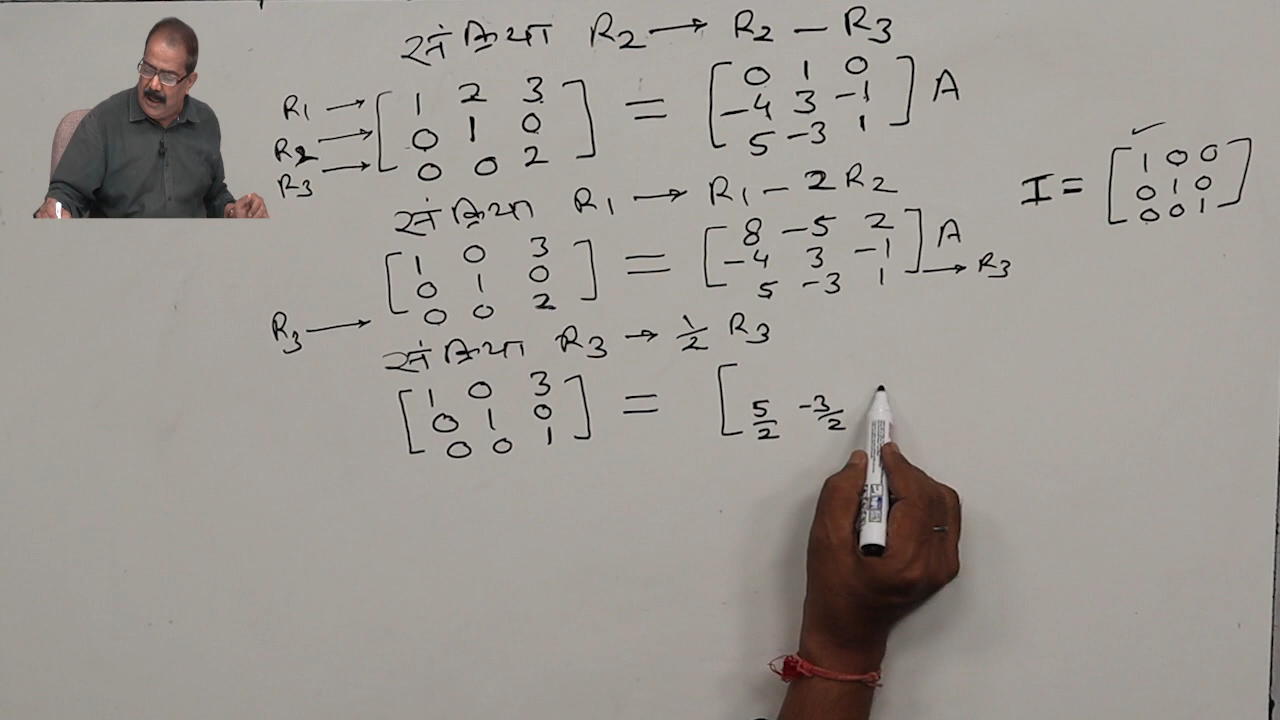 संक्रिया R2 → R2 - R3
R1 → [ 1 2 3 ] = [ 0 1 0 ] A
R2 → [ 0 1 0 ] [ -4 3 -1 ]
R3 → [ 0 0 2 ] [ 5 -3 1 ]
संक्रिया R1 → R1 - 2R2
[ 1 0 3 ] = [ 8 -5 2 ] A
[ 0 1 0 ] [ -4 3 -1 ]
R3 → [ 0 0 2 ] [ 5 -3 1 ] → R3
संक्रिया R3 → 1/2 R3
[ 1 0 3 ] = [
[ 0 1 0 ]
[ 0 0 1 ] [ 5/2 -3/2
✓
I = [ 1 0 0 ]
[ 0 1 0 ]
[ 0 0 1 ]